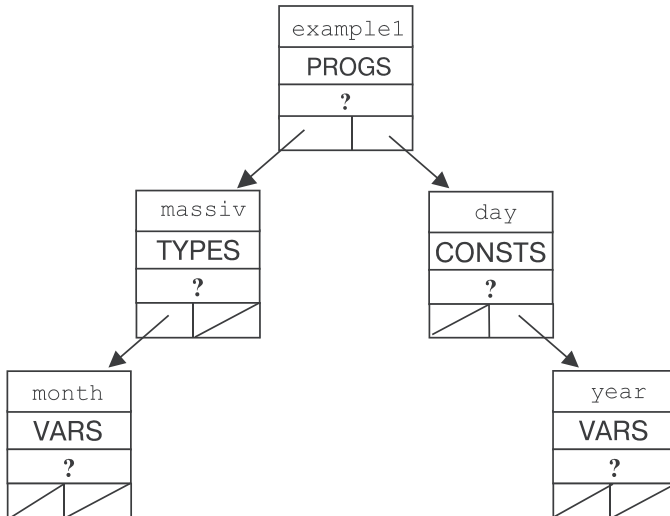 example1
PROGS
?
massiv
TYPES
?
day
CONSTS
?
month
VARS
?
year
VARS
?